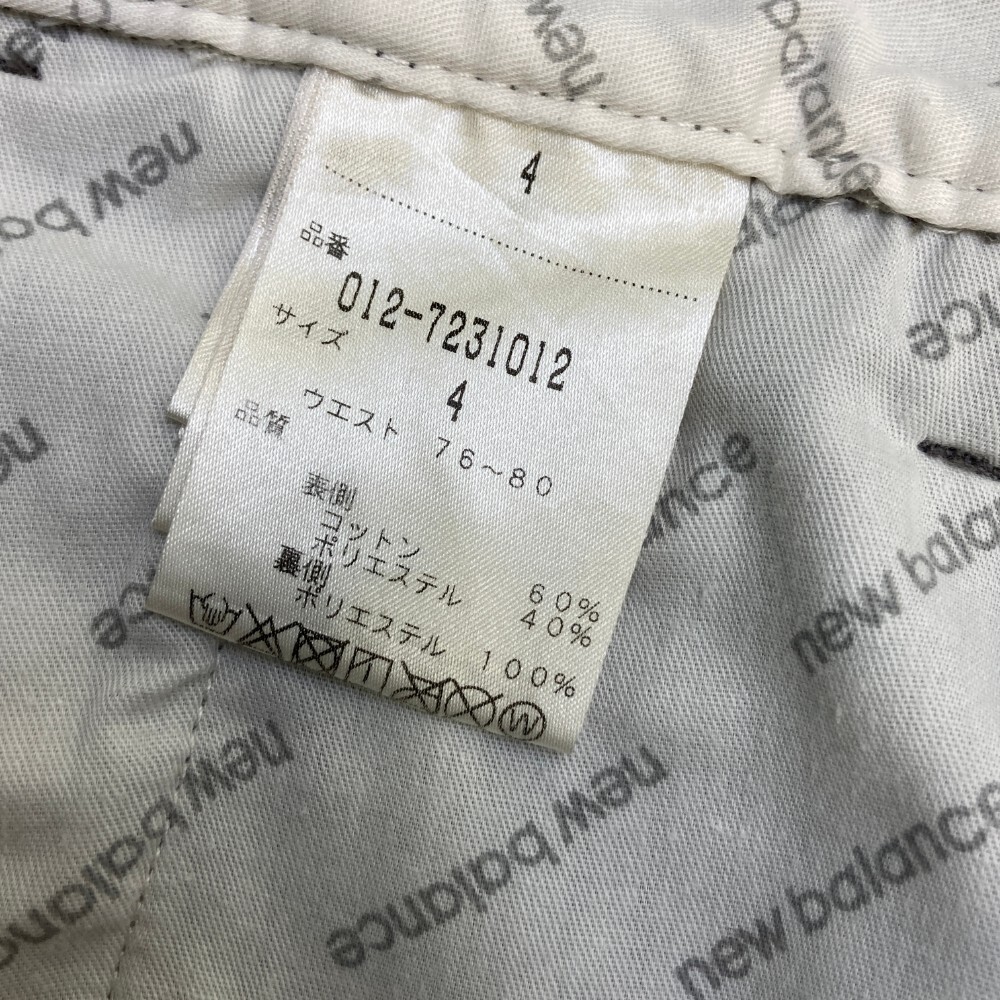 4
品番
012-7231012
サイズ
4
ウエスト 76~80
品質
表側
コットン 60%
ポリエステル 40%
裏側
ポリエステル 100%
W
new balance
new balance
new balance
new balance
new balance
new balance